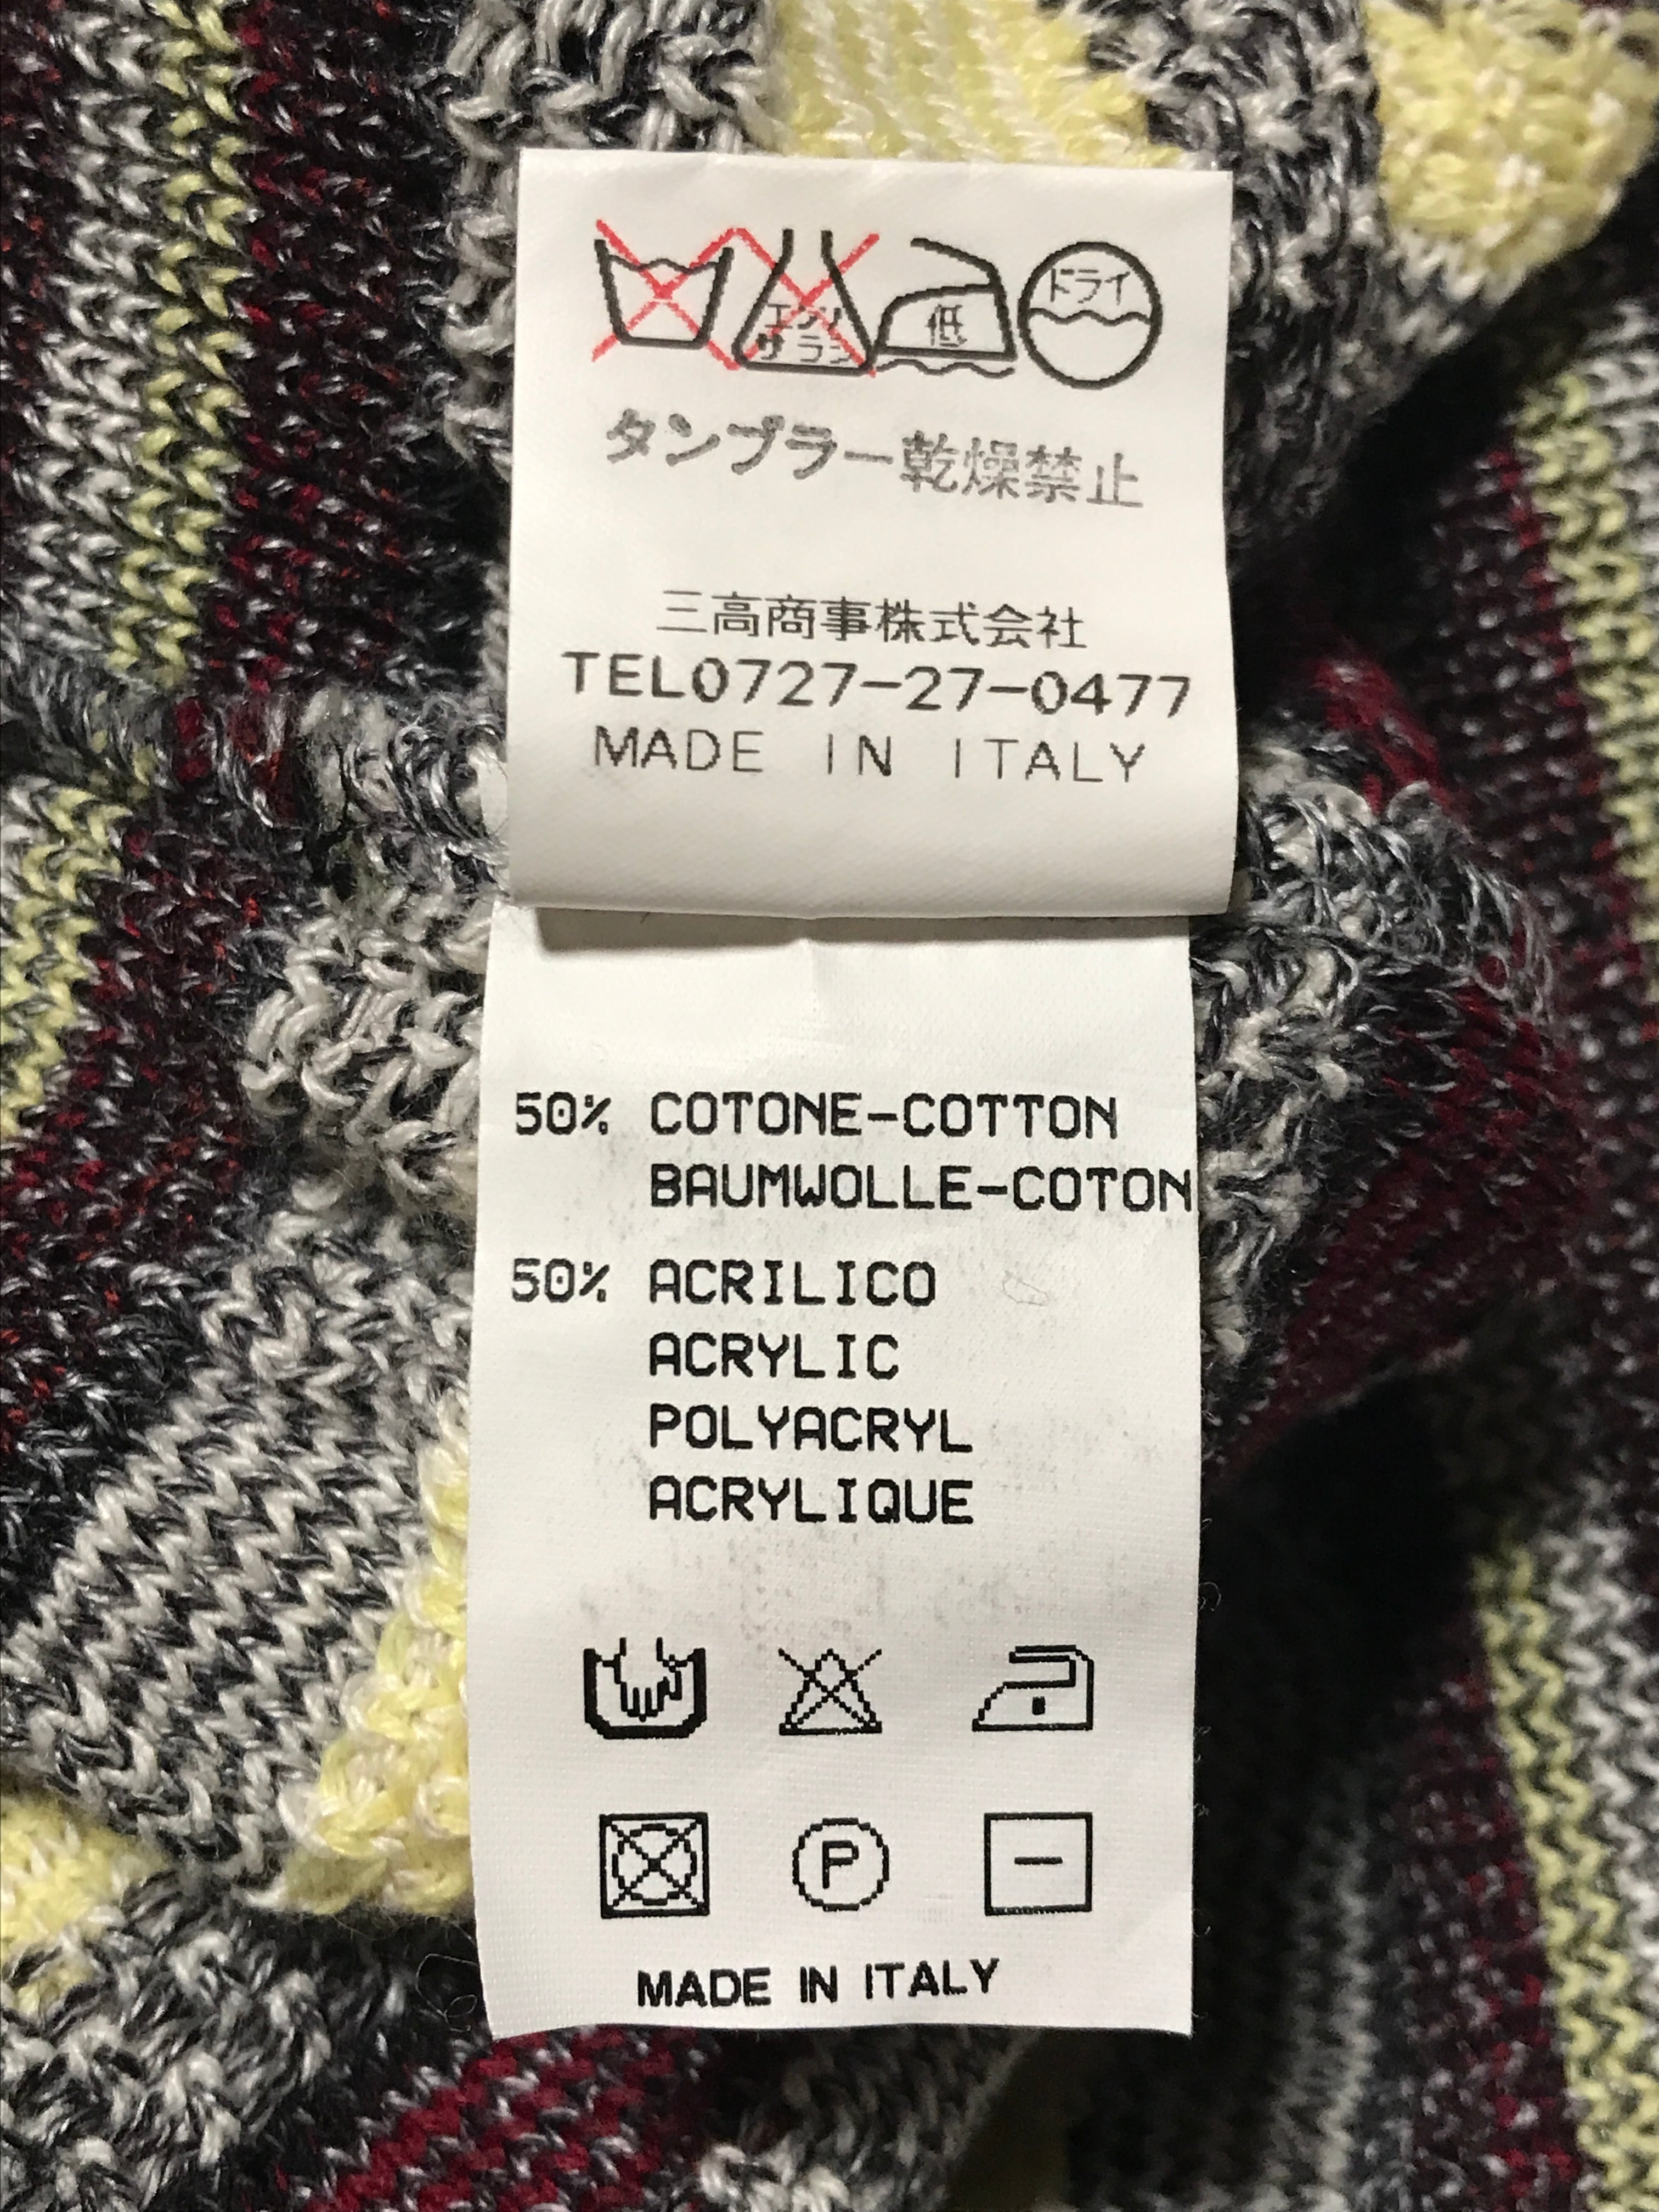 エンソ
サラシ
低
ドライ
タンブラー乾燥禁止
三高商事株式会社
TEL0727-27-0477
MADE IN ITALY
50% COTONE-COTTON
BAUMWOLLE-COTON
50% ACRILICO
ACRYLIC
POLYACRYL
ACRYLIQUE
P
MADE IN ITALY